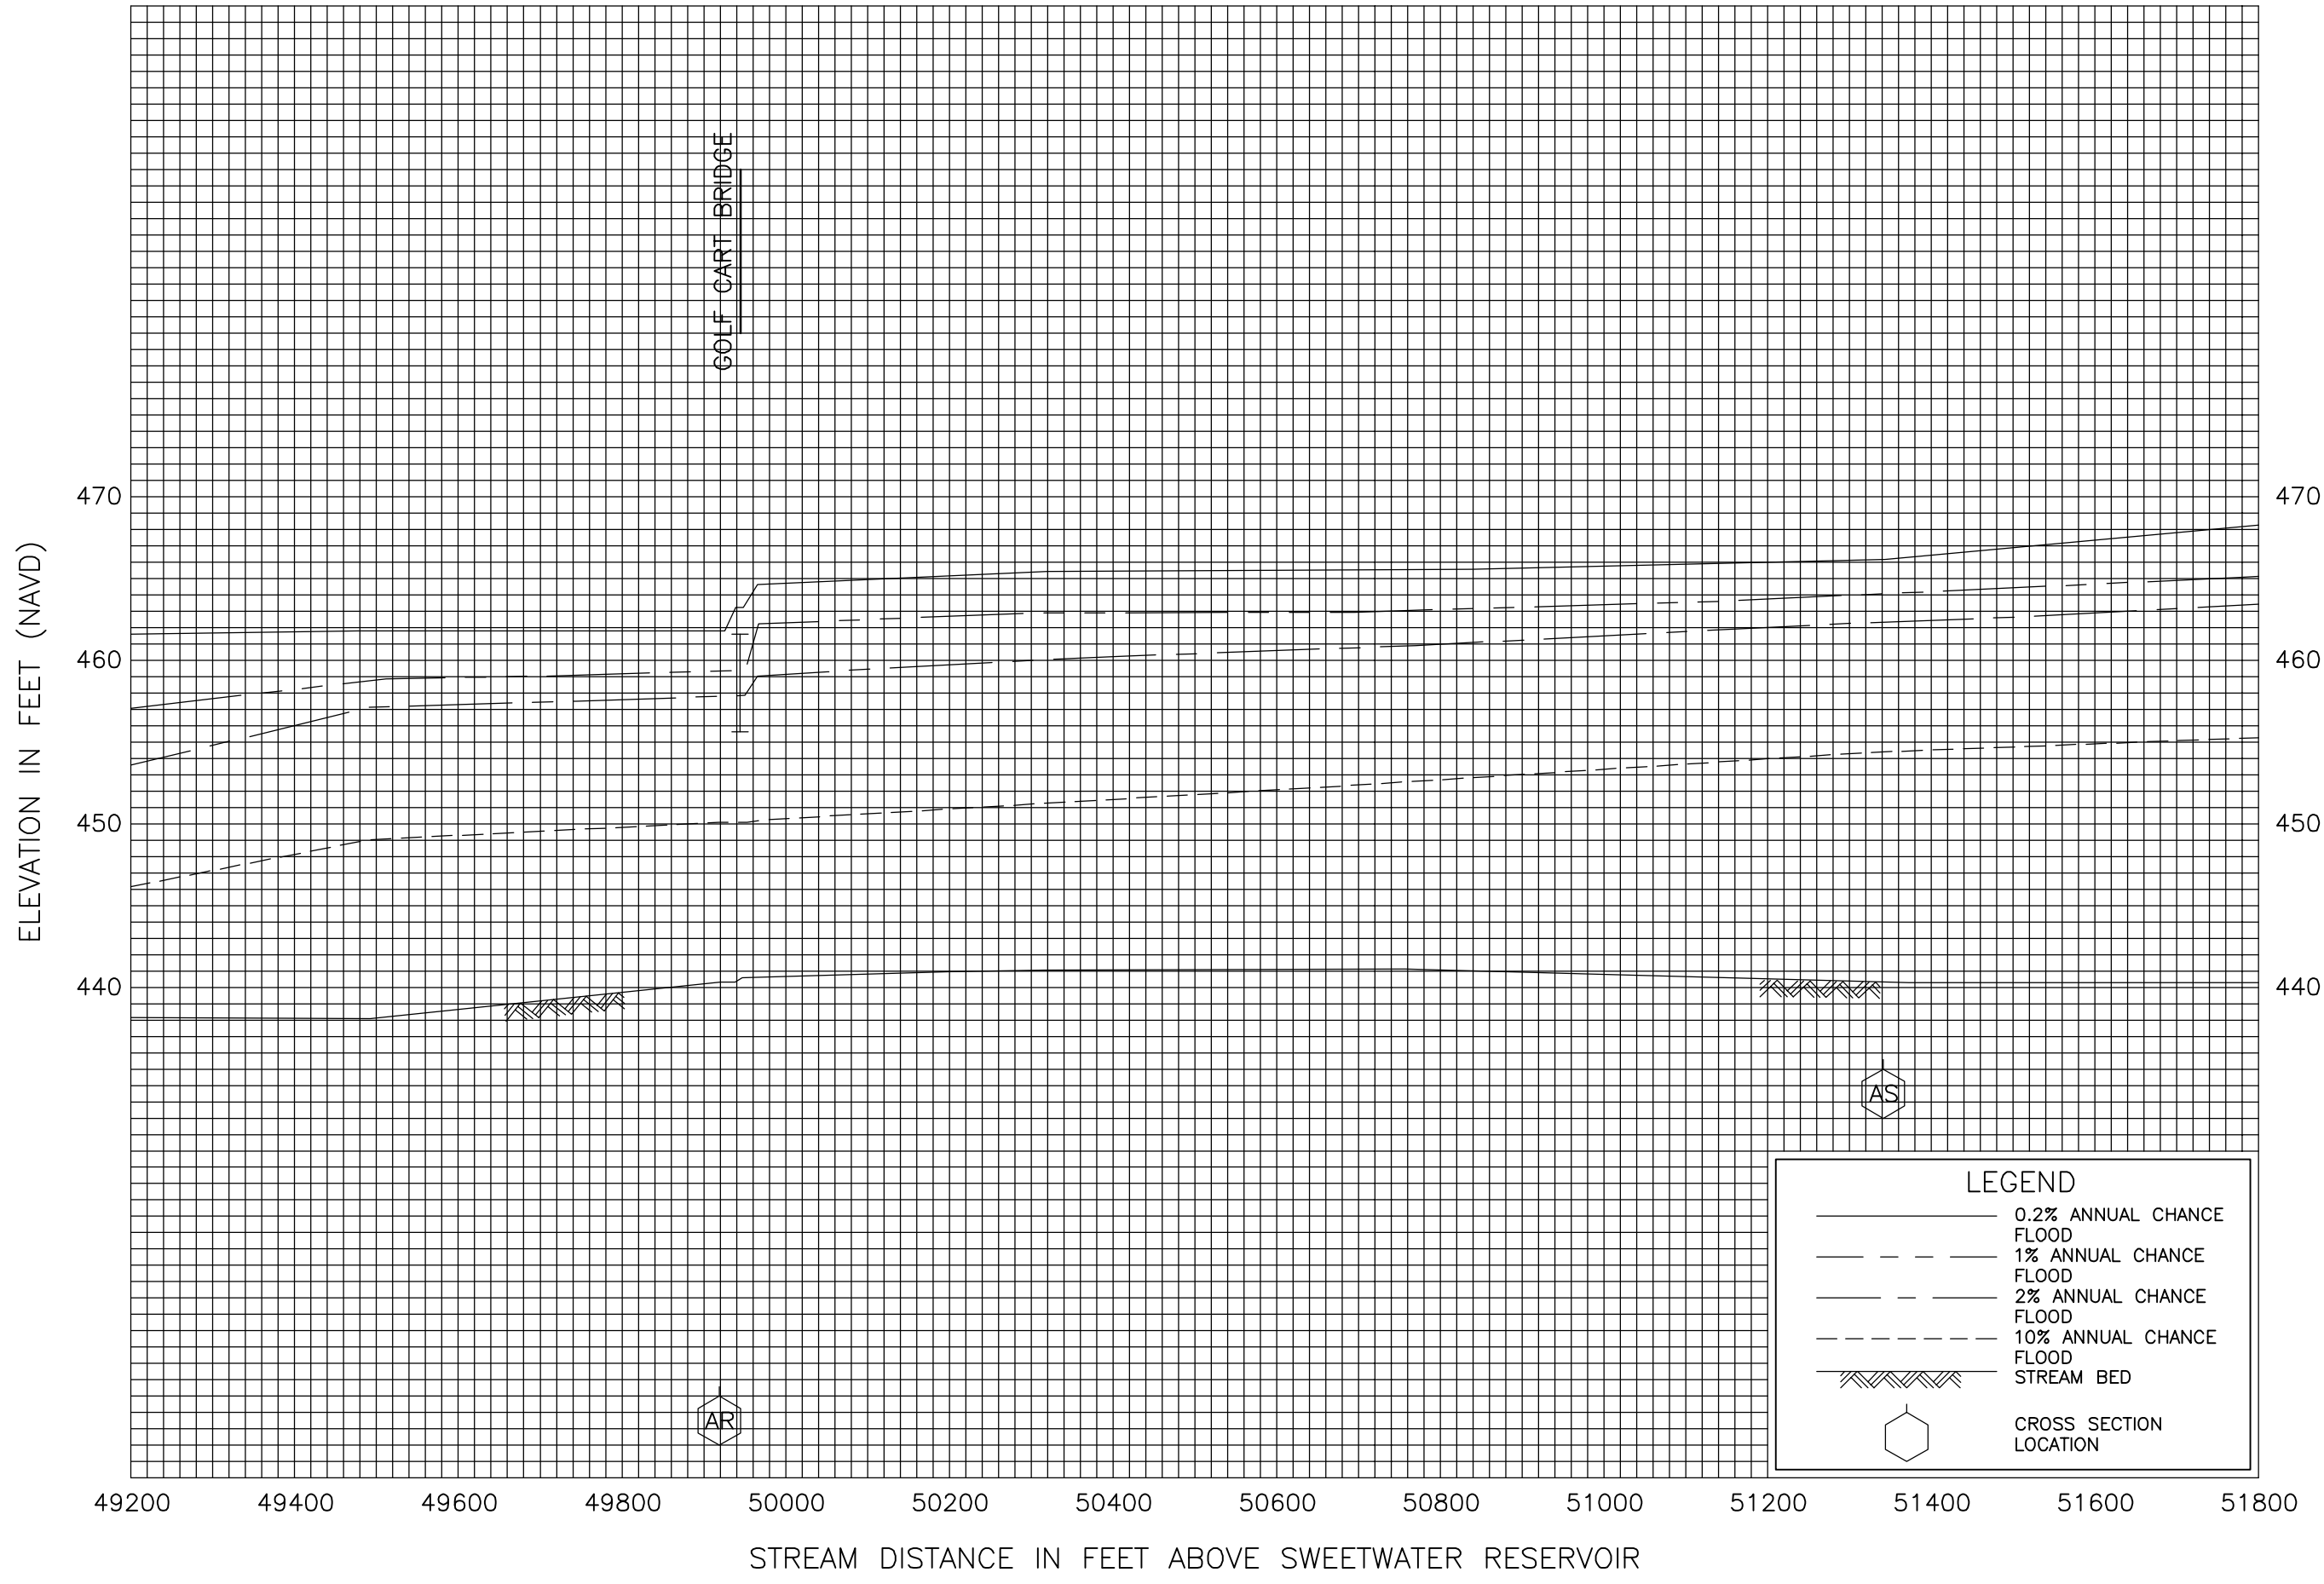 GOLF CART BRIDGE
ELEVATION IN FEET (NAVD)
470
460
450
440
470
460
450
440
AS
AR
LEGEND
0.2% ANNUAL CHANCE
FLOOD
1% ANNUAL CHANCE
FLOOD
2% ANNUAL CHANCE
FLOOD
10% ANNUAL CHANCE
FLOOD
STREAM BED
CROSS SECTION
LOCATION
49200 49400 49600 49800 50000 50200 50400 50600 50800 51000 51200 51400 51600 51800
STREAM DISTANCE IN FEET ABOVE SWEETWATER RESERVOIR